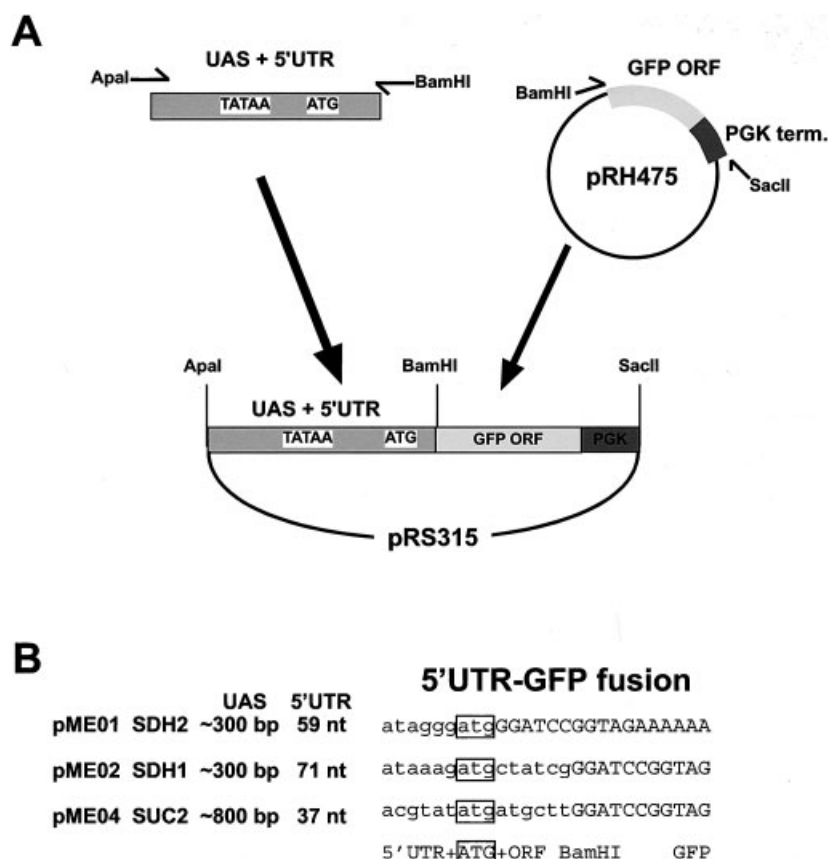 A
UAS + 5'UTR
ApaI
BamHI
TATAA ATG
GFP ORF
BamHI
PGK term.
pRH475
SacII
ApaI BamHI SacII
UAS + 5'UTR
TATAA ATG GFP ORF PGK
pRS315
B
5'UTR-GFP fusion
UAS 5'UTR
pME01 SDH2 ~300 bp 59 nt atagggatgGGATCCGGTAGAAAAAA
pME02 SDH1 ~300 bp 71 nt ataaagatgctatcgGGATCCGGTAG
pME04 SUC2 ~800 bp 37 nt acgtatatgatgcttGGATCCGGTAG
5'UTR+ATG+ORF BamHI GFP